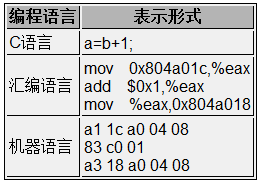 编程语言 表示形式
C语言 a=b+1;
汇编语言 mov 0x804a01c,%eax
add $0x1,%eax
mov %eax,0x804a018
机器语言 a1 1c a0 04 08
83 c0 01
a3 18 a0 04 08